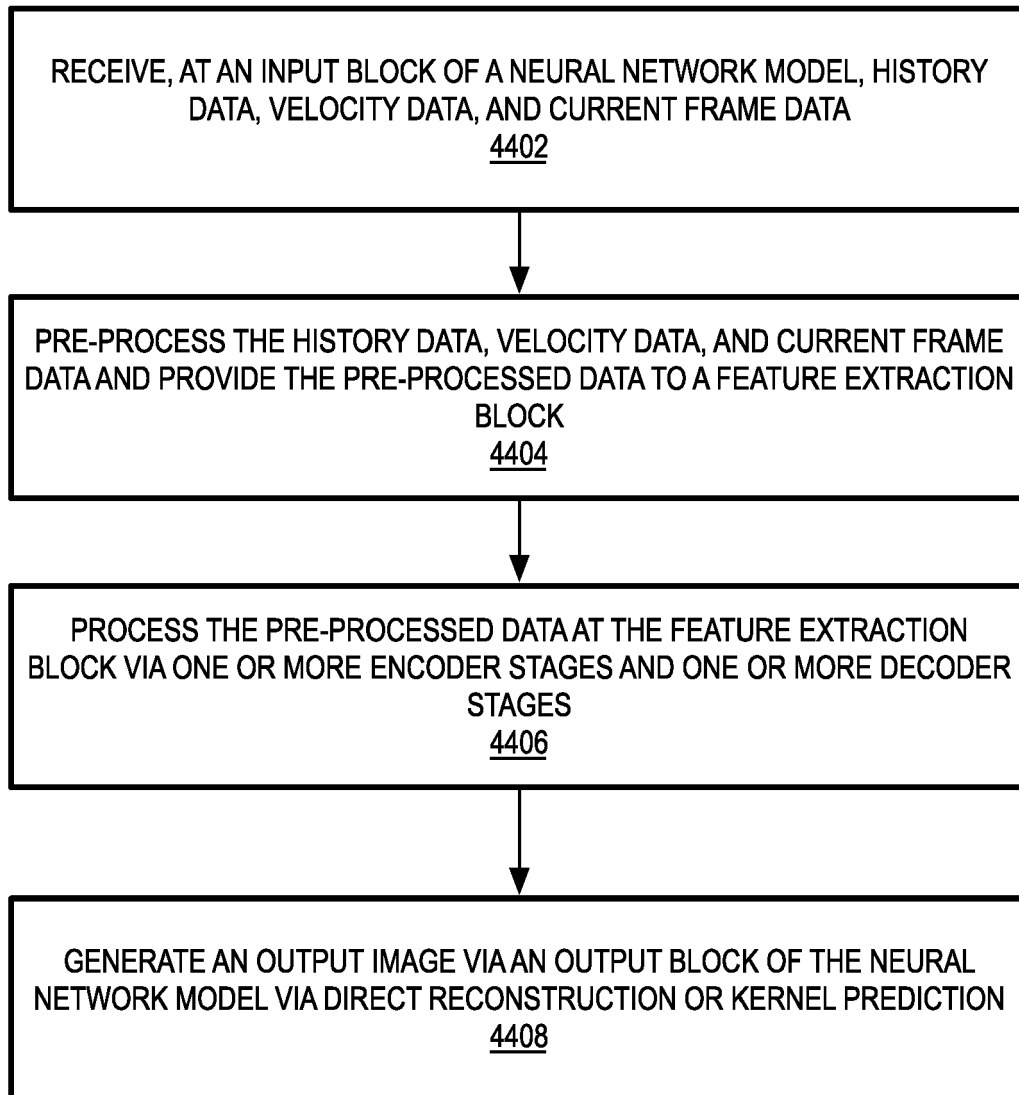 RECEIVE, AT AN INPUT BLOCK OF A NEURAL NETWORK MODEL, HISTORY
DATA, VELOCITY DATA, AND CURRENT FRAME DATA
4402
PRE-PROCESS THE HISTORY DATA, VELOCITY DATA, AND CURRENT FRAME
DATA AND PROVIDE THE PRE-PROCESSED DATA TO A FEATURE EXTRACTION
BLOCK
4404
PROCESS THE PRE-PROCESSED DATA AT THE FEATURE EXTRACTION
BLOCK VIA ONE OR MORE ENCODER STAGES AND ONE OR MORE DECODER
STAGES
4406
GENERATE AN OUTPUT IMAGE VIA AN OUTPUT BLOCK OF THE NEURAL
NETWORK MODEL VIA DIRECT RECONSTRUCTION OR KERNEL PREDICTION
4408